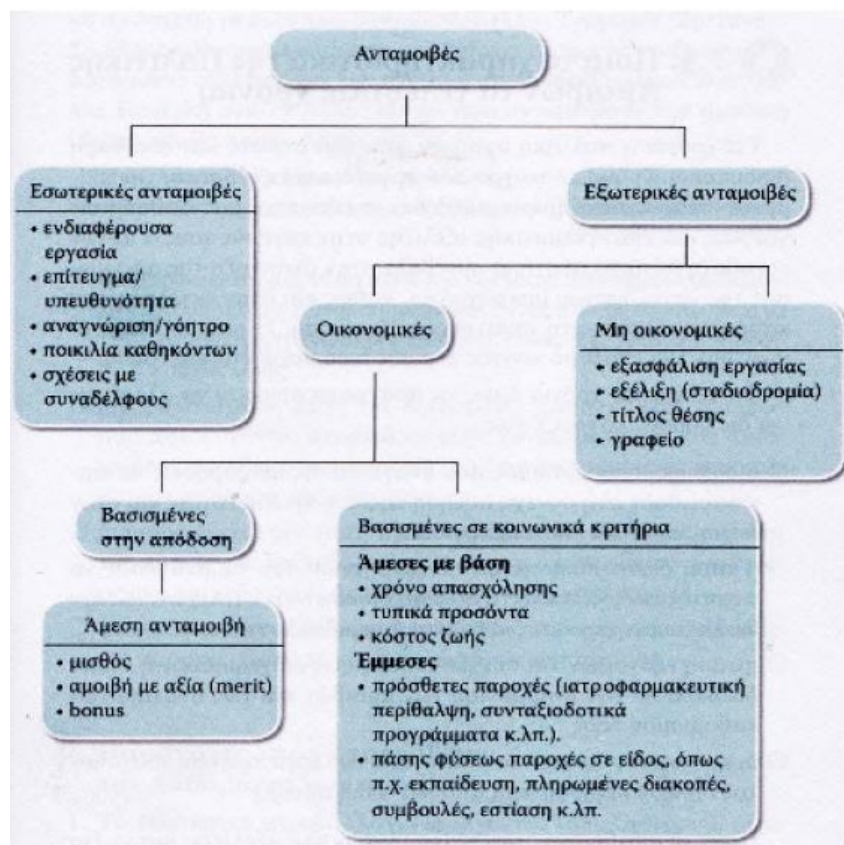 Ανταμοιβές
Εσωτερικές ανταμοιβές
• ενδιαφέρουσα
εργασία
• επίτευγμα/
υπευθυνότητα
• αναγνώριση/γόητρο
• ποικιλία καθηκόντων
• σχέσεις με
συναδέλφους
Εξωτερικές ανταμοιβές
Οικονομικές
Μη οικονομικές
• εξασφάλιση εργασίας
• εξέλιξη (σταδιοδρομία)
• τίτλος θέσης
• γραφείο
Βασισμένες
στην απόδοση
Άμεση ανταμοιβή
• μισθός
• αμοιβή με αξία (merit)
• bonus
Βασισμένες σε κοινωνικά κριτήρια
Άμεσες με βάση
• χρόνο απασχόλησης
• τυπικά προσόντα
• κόστος ζωής
Έμμεσες
• πρόσθετες παροχές (ιατροφαρμακευτική
περίθαλψη, συνταξιοδοτικά
προγράμματα κ.λπ.).
• πάσης φύσεως παροχές σε είδος, όπως
π.χ. εκπαίδευση, πληρωμένες διακοπές,
συμβουλές, εστίαση κ.λπ.